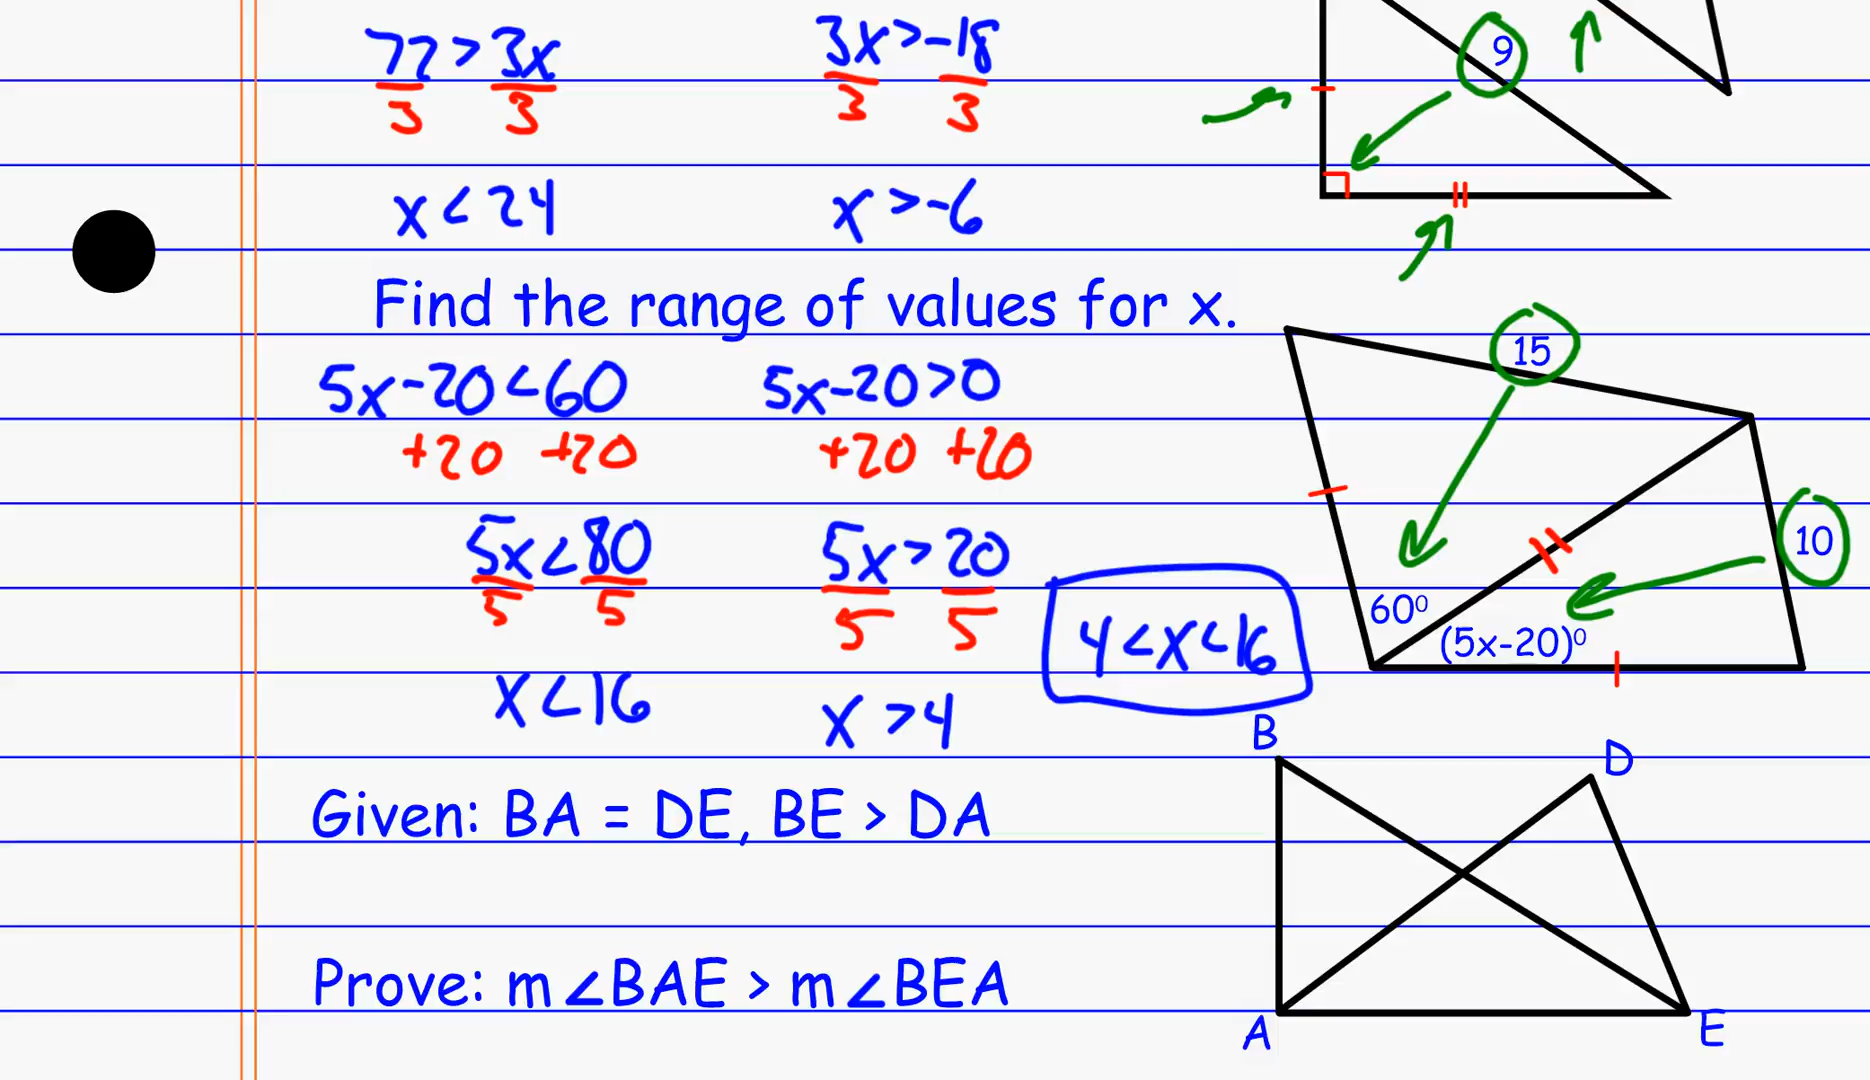 72 > 3x 3x > -18
3 3 3 3
9
x < 24 x > -6
Find the range of values for x.
15
5x-20 < 60 5x-20 > 0
+20 +20 +20 +20
10
5x < 80 5x > 20
5 5 5 5
60⁰
(5x-20)⁰
4 < x < 16
x < 16 x > 4
B
D
Given: BA = DE, BE > DA
Prove: m∠BAE > m∠BEA
A E